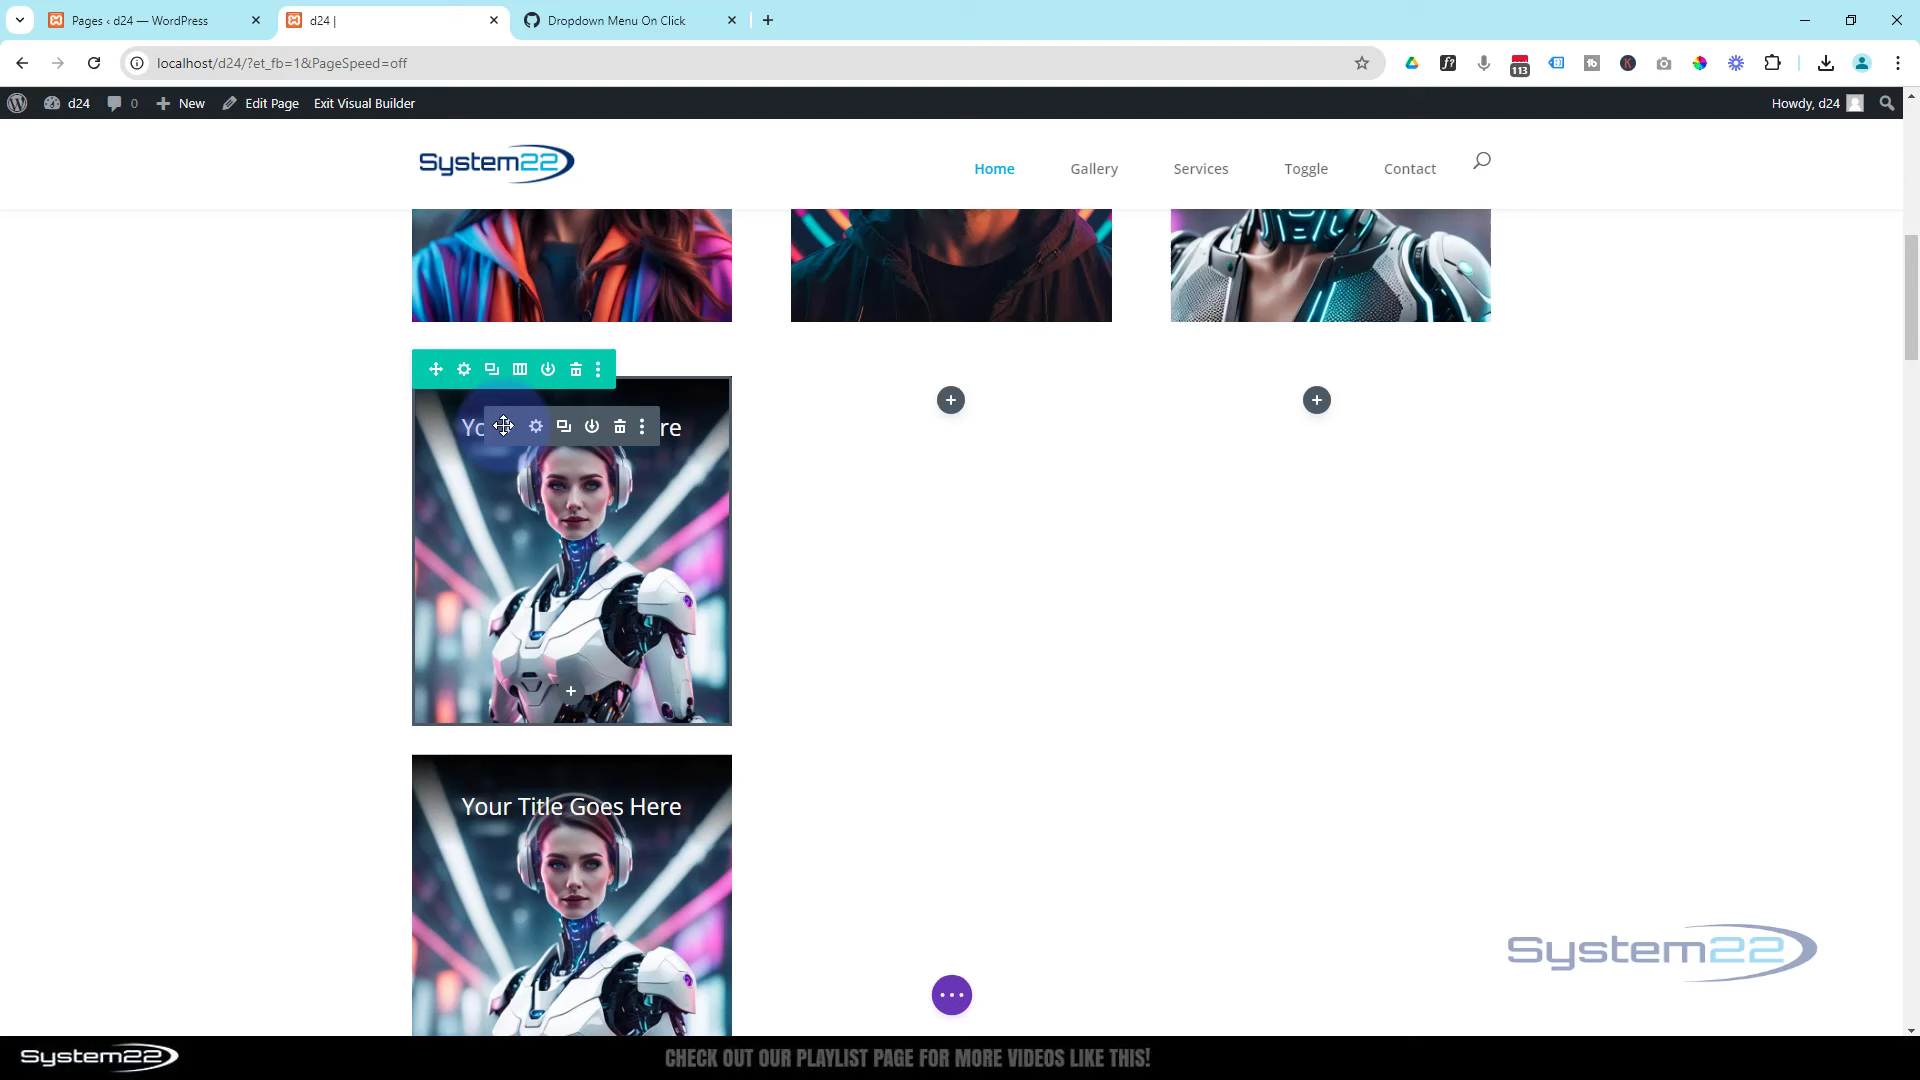 Pages ‹ d24 — WordPress
d24 |
Dropdown Menu On Click
localhost/d24/?et_fb=1&PageSpeed=off
113
d24
0
New
Edit Page
Exit Visual Builder
Howdy, d24
System22
Home
Gallery
Services
Toggle
Contact
Yo re
Your Title Goes Here
System22
System22
CHECK OUT OUR PLAYLIST PAGE FOR MORE VIDEOS LIKE THIS!